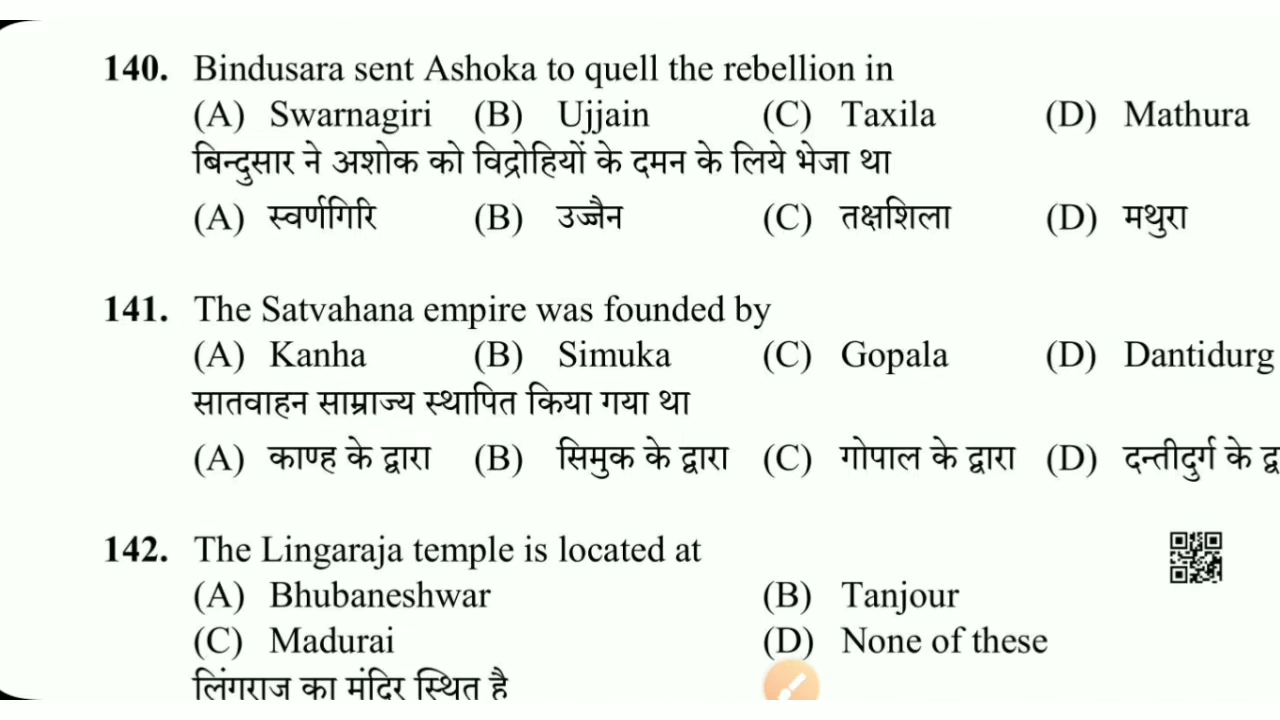 140. Bindusara sent Ashoka to quell the rebellion in
(A) Swarnagiri (B) Ujjain (C) Taxila (D) Mathura
बिन्दुसार ने अशोक को विद्रोहियों के दमन के लिये भेजा था
(A) स्वर्णगिरि (B) उज्जैन (C) तक्षशिला (D) मथुरा
141. The Satvahana empire was founded by
(A) Kanha (B) Simuka (C) Gopala (D) Dantidurg
सातवाहन साम्राज्य स्थापित किया गया था
(A) काण्ह के द्वारा (B) सिमुक के द्वारा (C) गोपाल के द्वारा (D) दन्तीदुर्ग के
142. The Lingaraja temple is located at
(A) Bhubaneshwar (B) Tanjour
(C) Madurai (D) None of these
लिंगराज का मंदिर स्थित है